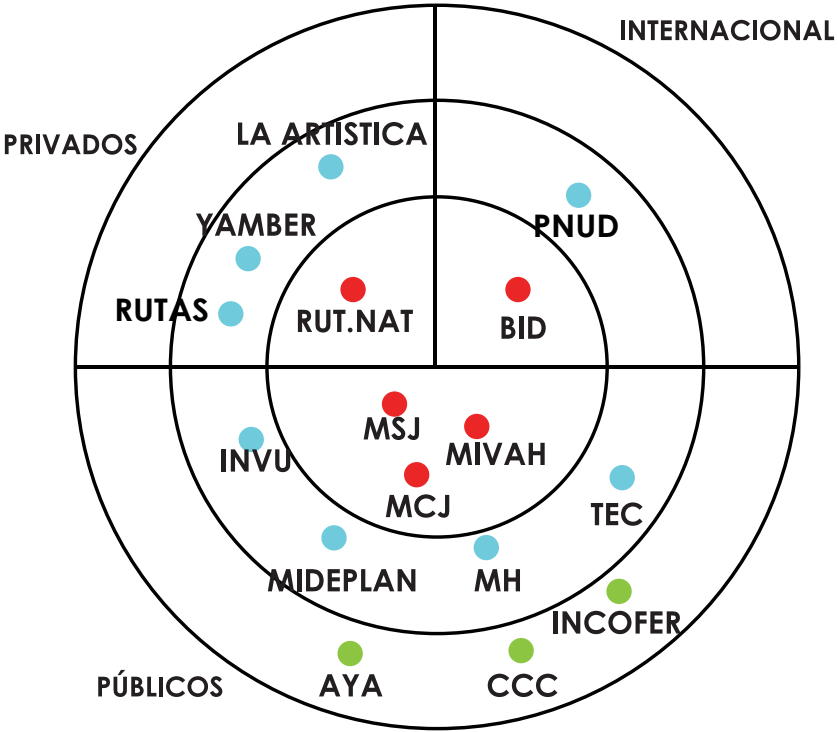 INTERNACIONAL
PRIVADOS
LA ARTÍSTICA
YAMBER
PNUD
RUTAS
RUT.NAT
BID
MSJ
MIVAH
INVU
MCJ
TEC
MIDEPLAN
MH
INCOFER
PÚBLICOS
AYA
CCC